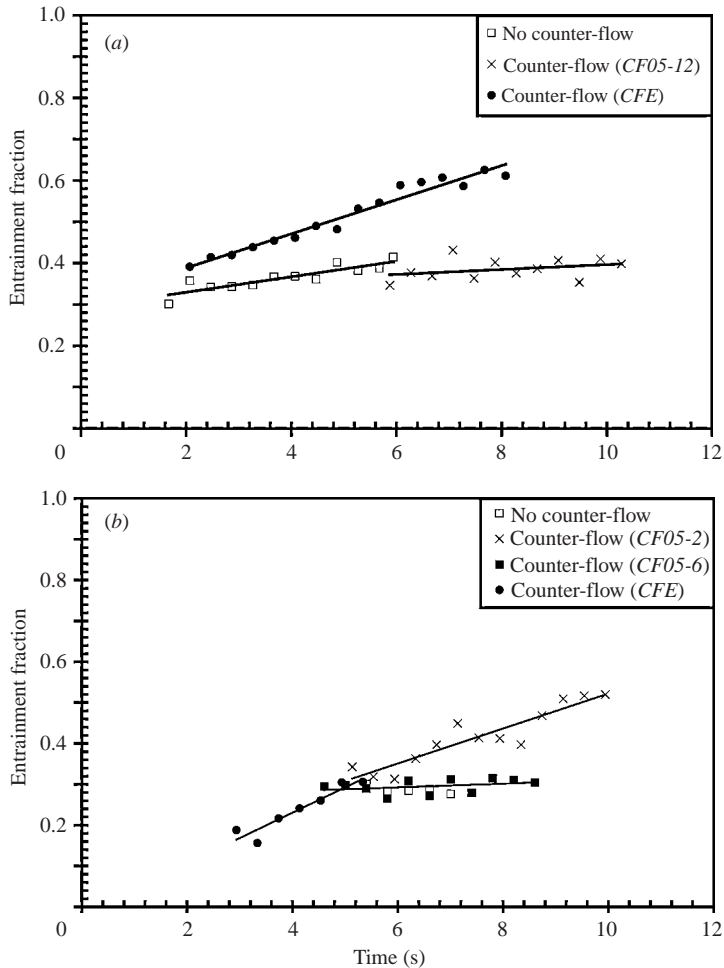 1.0
(a)
No counter-flow
Counter-flow (CF05-12)
Counter-flow (CFE)
0.8
0.6
0.4
0.2
0
2
4
6
8
10
12
Entrainment fraction
1.0
(b)
No counter-flow
Counter-flow (CF05-2)
Counter-flow (CF05-6)
Counter-flow (CFE)
0.8
0.6
0.4
0.2
0
2
4
6
8
10
12
Entrainment fraction
Time (s)